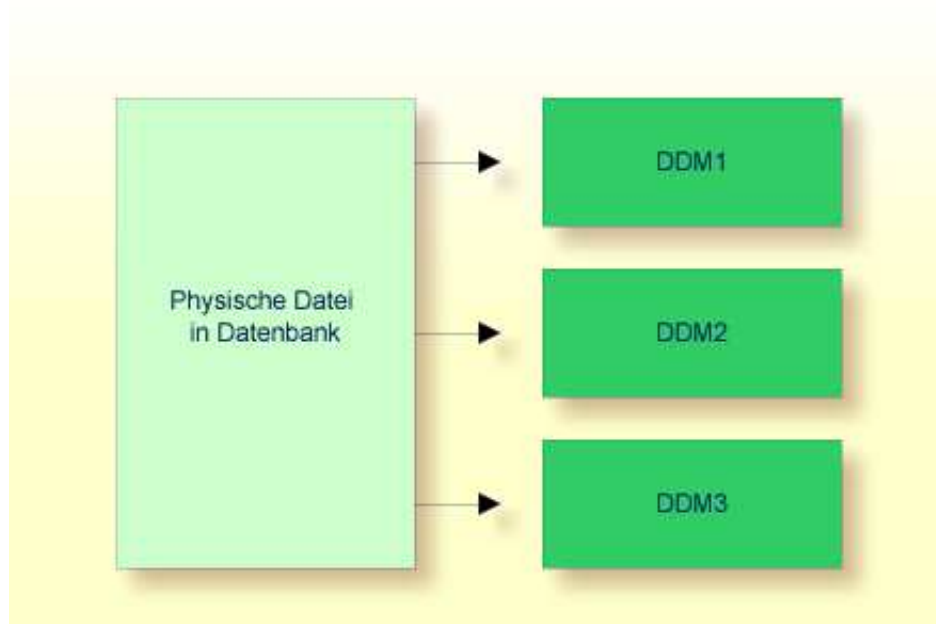 Physische Datei
in Datenbank
DDM1
DDM2
DDM3